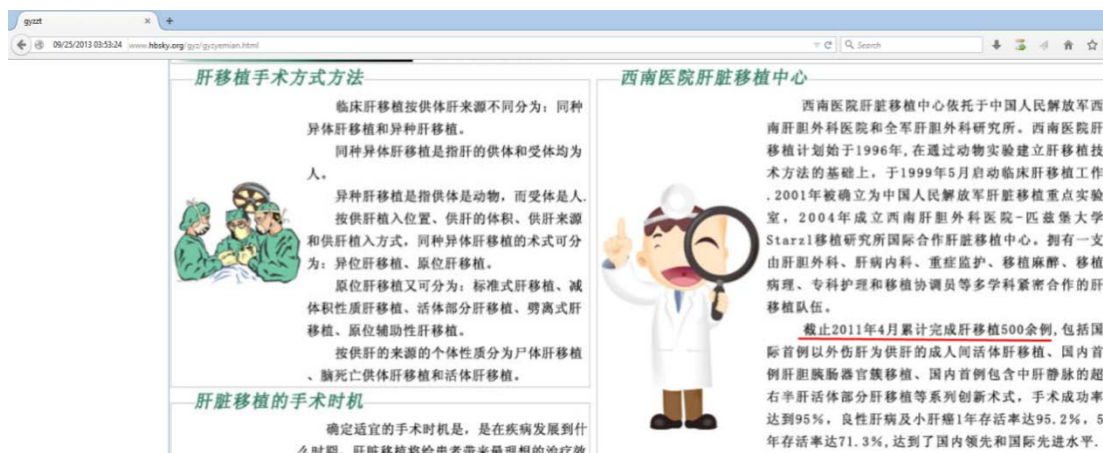 gyzzt
09/25/2013 03:53:24 www.hbsky.org/gyz/gyzyemian.html
Search
肝移植手术方式方法
临床肝移植按供体肝来源不同分为：同种
异体肝移植和异种肝移植。
同种异体肝移植是指肝的供体和受体均为
人。
异种肝移植是指供体是动物，而受体是人.
按供肝植入位置、供肝的体积、供肝来源
和供肝植入方式，同种异体肝移植的术式可分
为：异位肝移植、原位肝移植。
原位肝移植又可分为：标准式肝移植、减
体积性质肝移植、活体部分肝移植、劈离式肝
移植、原位辅助性肝移植。
按供肝的来源的个体性质分为尸体肝移植
、脑死亡供体肝移植和活体肝移植。
肝脏移植的手术时机
确定适宜的手术时机是，是在疾病发展到什
么时期，肝脏移植将给患者带来最理想的治疗效
西南医院肝脏移植中心
西南医院肝脏移植中心依托于中国人民解放军西
南肝胆外科医院和全军肝胆外科研究所。西南医院肝
移植计划始于1996年,在通过动物实验建立肝移植技
术方法的基础上，于1999年5月启动临床肝移植工作
.2001年被确立为中国人民解放军肝脏移植重点实验
室，2004年成立西南肝胆外科医院-匹兹堡大学
Starzl移植研究所国际合作肝脏移植中心。拥有一支
由肝胆外科、肝病内科、重症监护、移植麻醉、移植
病理、专科护理和移植协调员等多学科紧密合作的肝
移植队伍。
截止2011年4月累计完成肝移植500余例,包括国
际首例以外伤肝为供肝的成人间活体肝移植、国内首
例肝胆胰肠器官簇移植、国内首例包含中肝静脉的超
右半肝活体部分肝移植等系列创新术式，手术成功率
达到95%，良性肝病及小肝癌1年存活率达95.2%，5
年存活率达71.3%,达到了国内领先和国际先进水平.